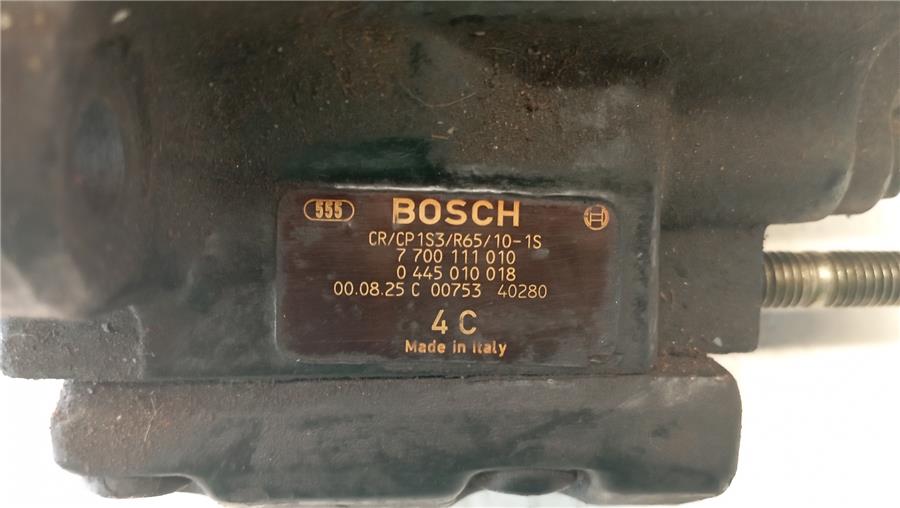 555 BOSCH
CR/CP1S3/R65/10-1S
7 700 111 010
0 445 010 018
00.08.25 C 00753 40280
4 C
Made in Italy